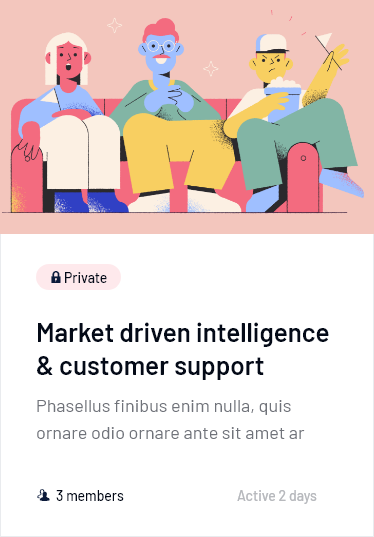 Private
Market driven intelligence
& customer support
Phasellus finibus enim nulla, quis
ornare odio ornare ante sit amet ar
3 members
Active 2 days